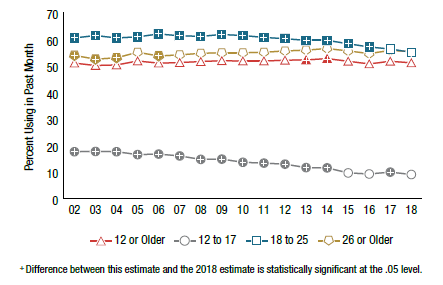 Percent Using in Past Month
70
60
50
40
30
20
10
0
02 03 04 05 06 07 08 09 10 11 12 13 14 15 16 17 18
12 or Older 12 to 17 18 to 25 26 or Older
+ Difference between this estimate and the 2018 estimate is statistically significant at the .05 level.